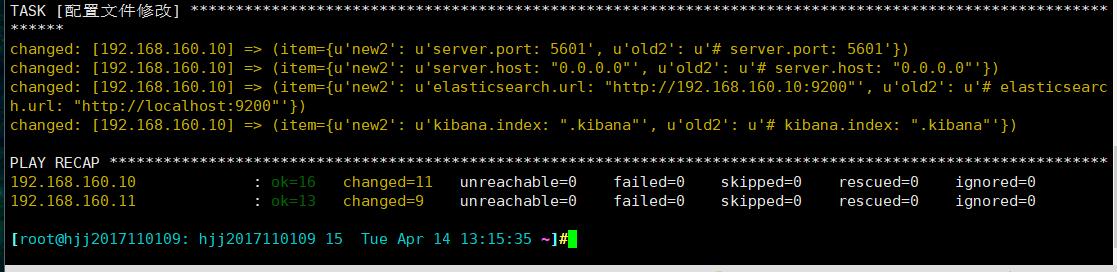 TASK [配置文件修改] ******************************************************************************************************
******
changed: [192.168.160.10] => (item={u'new2': u'server.port: 5601', u'old2': u'# server.port: 5601'})
changed: [192.168.160.10] => (item={u'new2': u'server.host: "0.0.0.0"', u'old2': u'# server.host: "0.0.0.0"'})
changed: [192.168.160.10] => (item={u'new2': u'elasticsearch.url: "http://192.168.160.10:9200"', u'old2': u'# elasticsearc
h.url: "http://localhost:9200"'})
changed: [192.168.160.10] => (item={u'new2': u'kibana.index: ".kibana"', u'old2': u'# kibana.index: ".kibana"'})
PLAY RECAP ***************************************************************************************************************
192.168.160.10 : ok=16 changed=11 unreachable=0 failed=0 skipped=0 rescued=0 ignored=0
192.168.160.11 : ok=13 changed=9 unreachable=0 failed=0 skipped=0 rescued=0 ignored=0
[root@hjj2017110109: hjj2017110109 15 Tue Apr 14 13:15:35 ~]#